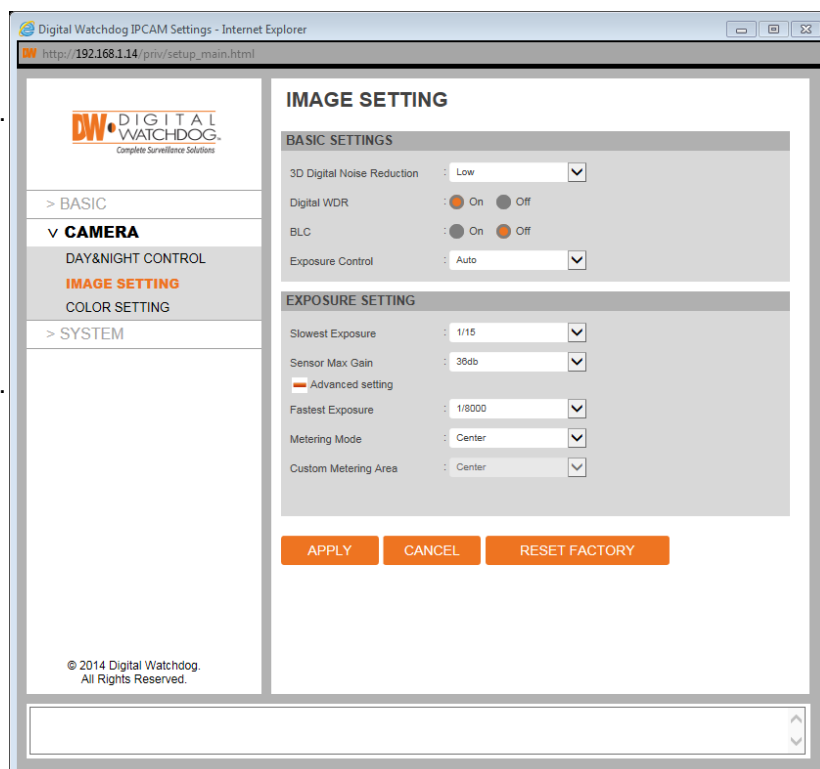 Digital Watchdog IPCAM Settings - Internet Explorer
DW http://192.168.1.14/priv/setup_main.html
DW DIGITAL
WATCHDOG®
Complete Surveillance Solutions
> BASIC
v CAMERA
DAY&NIGHT CONTROL
IMAGE SETTING
COLOR SETTING
> SYSTEM
© 2014 Digital Watchdog.
All Rights Reserved.
IMAGE SETTING
BASIC SETTINGS
3D Digital Noise Reduction : Low
Digital WDR : On Off
BLC : On Off
Exposure Control : Auto
EXPOSURE SETTING
Slowest Exposure : 1/15
Sensor Max Gain : 36db
Advanced setting
Fastest Exposure : 1/8000
Metering Mode : Center
Custom Metering Area : Center
APPLY CANCEL RESET FACTORY